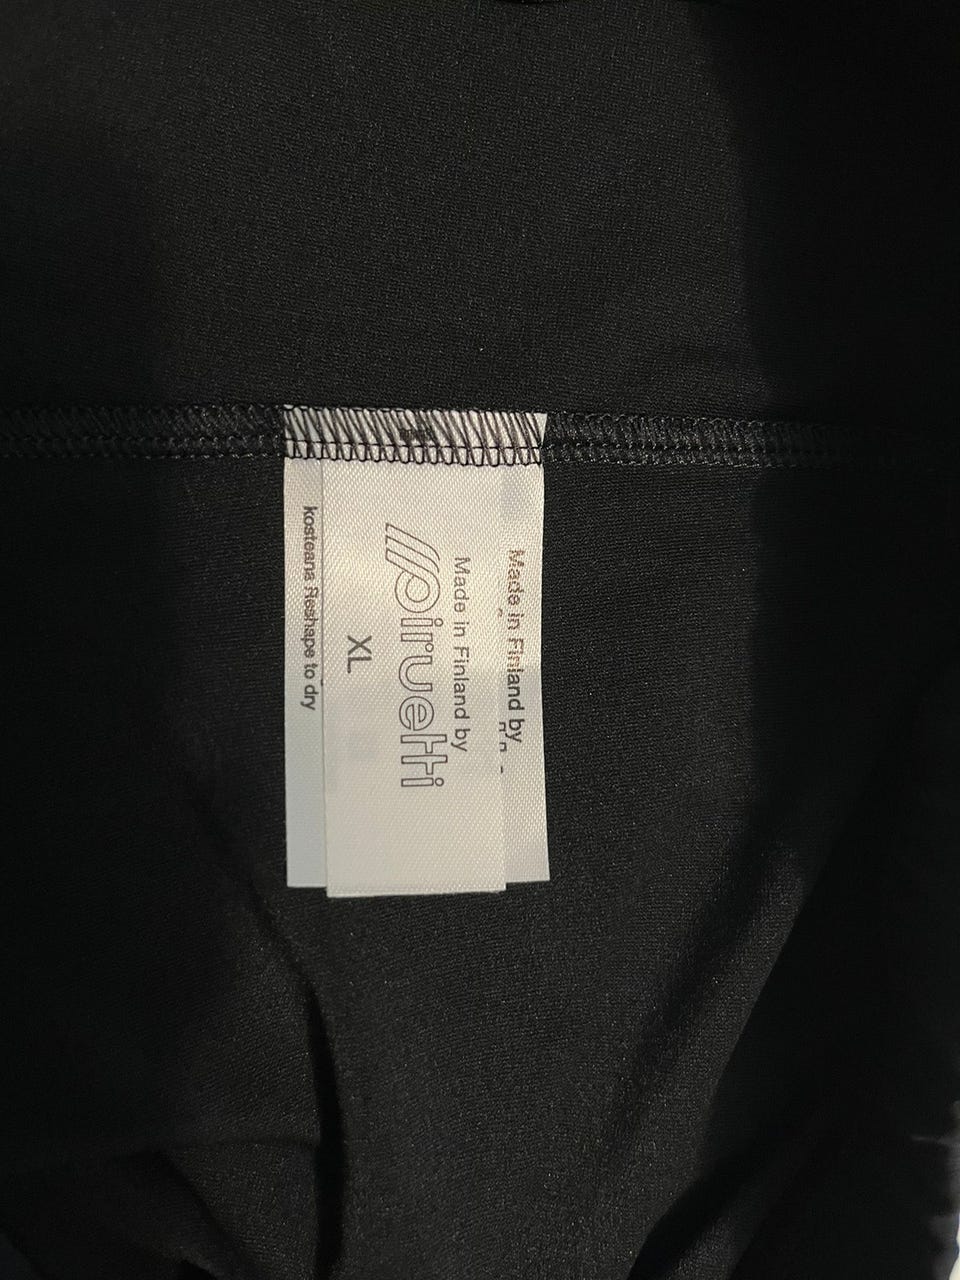 Made in Finland by
Made in Finland by
Piruetti
XL
kosteana Reshape to dry